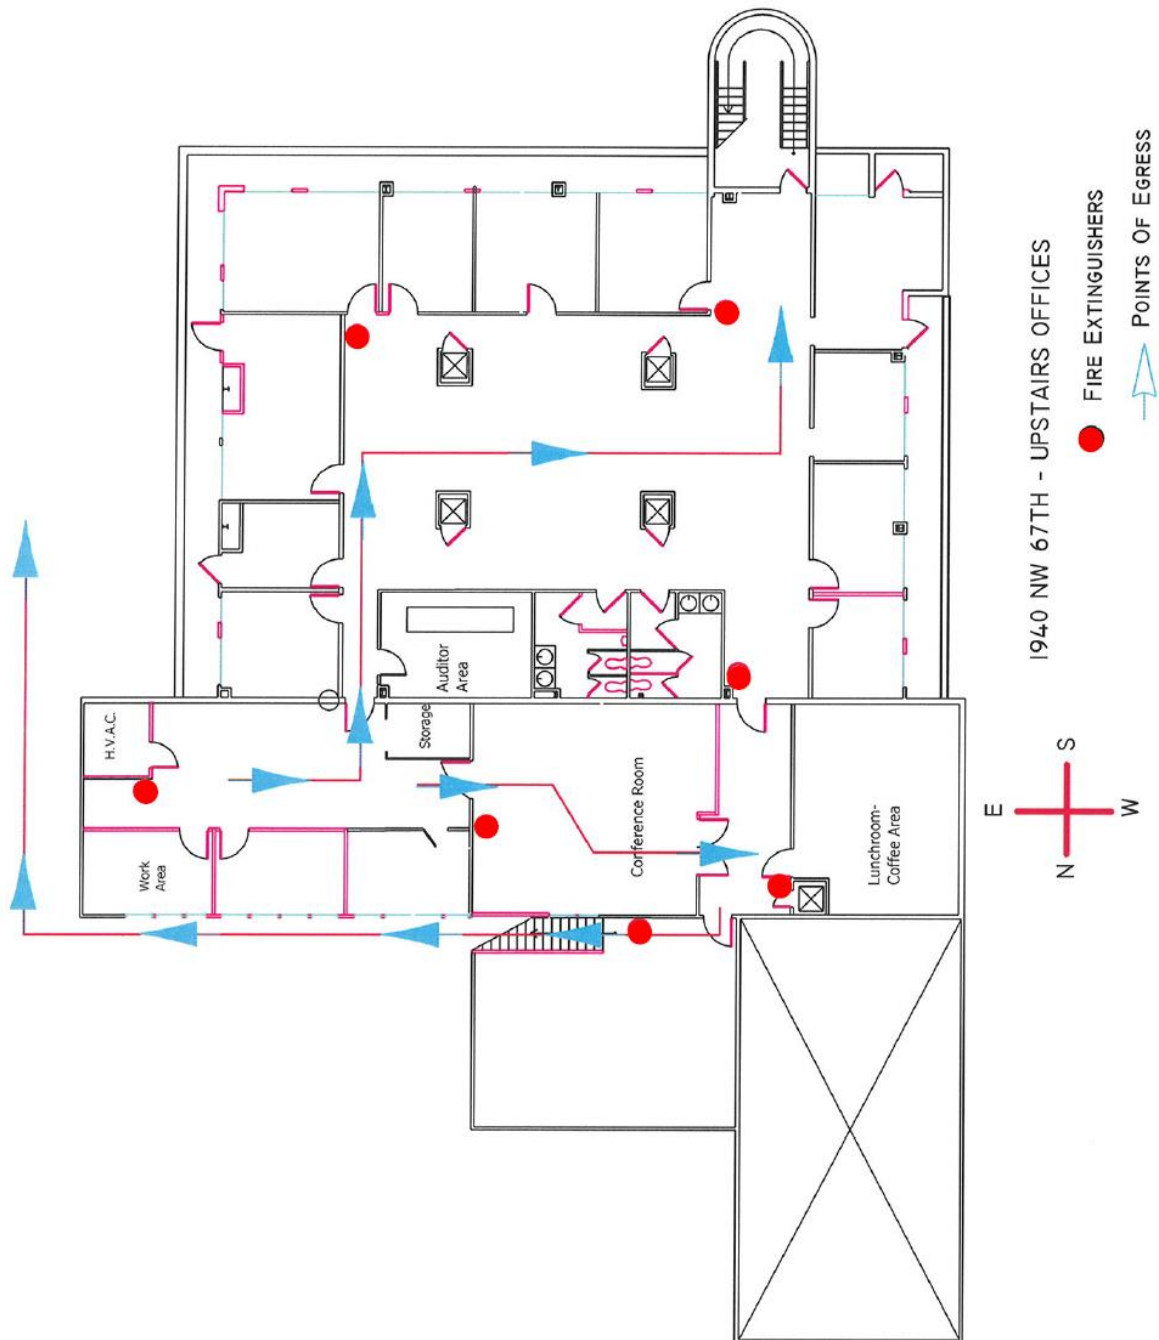 H.V.A.C.
Work
Area
Storage
Auditor
Area
Conference Room
Lunchroom-
Coffee Area
1940 NW 67TH - UPSTAIRS OFFICES
FIRE EXTINGUISHERS
POINTS OF EGRESS
E
N
S
W